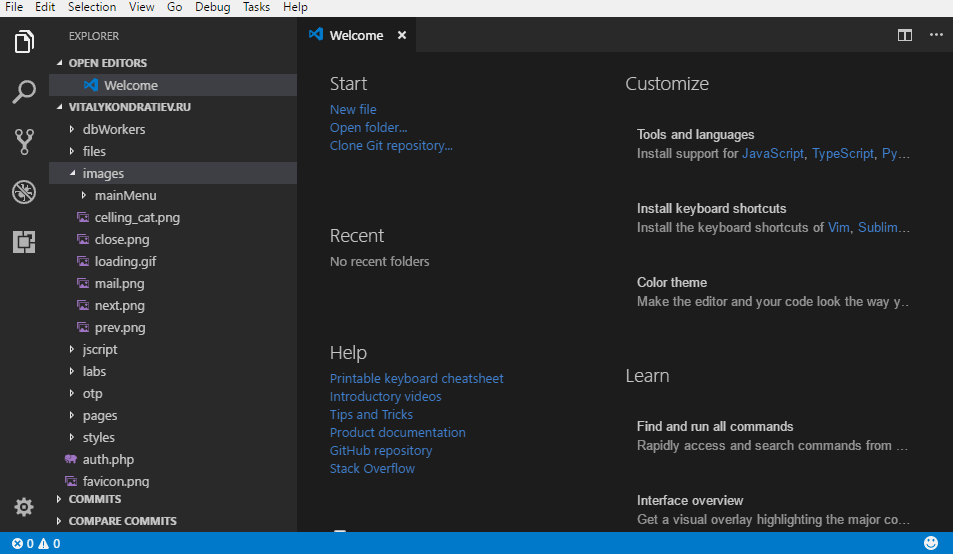 File Edit Selection View Go Debug Tasks Help
EXPLORER
OPEN EDITORS
Welcome
VITALYKONDRATIEV.RU
dbWorkers
files
images
mainMenu
celling_cat.png
close.png
loading.gif
mail.png
next.png
prev.png
jscript
labs
otp
pages
styles
auth.php
favicon.png
COMMITS
COMPARE COMMITS
Welcome
Start
New file
Open folder...
Clone Git repository...
Recent
No recent folders
Help
Printable keyboard cheatsheet
Introductory videos
Tips and Tricks
Product documentation
GitHub repository
Stack Overflow
Customize
Tools and languages
Install support for JavaScript, TypeScript, Py...
Install keyboard shortcuts
Install the keyboard shortcuts of Vim, Sublim...
Color theme
Make the editor and your code look the way y...
Learn
Find and run all commands
Rapidly access and search commands from ...
Interface overview
Get a visual overlay highlighting the major co...
0 0